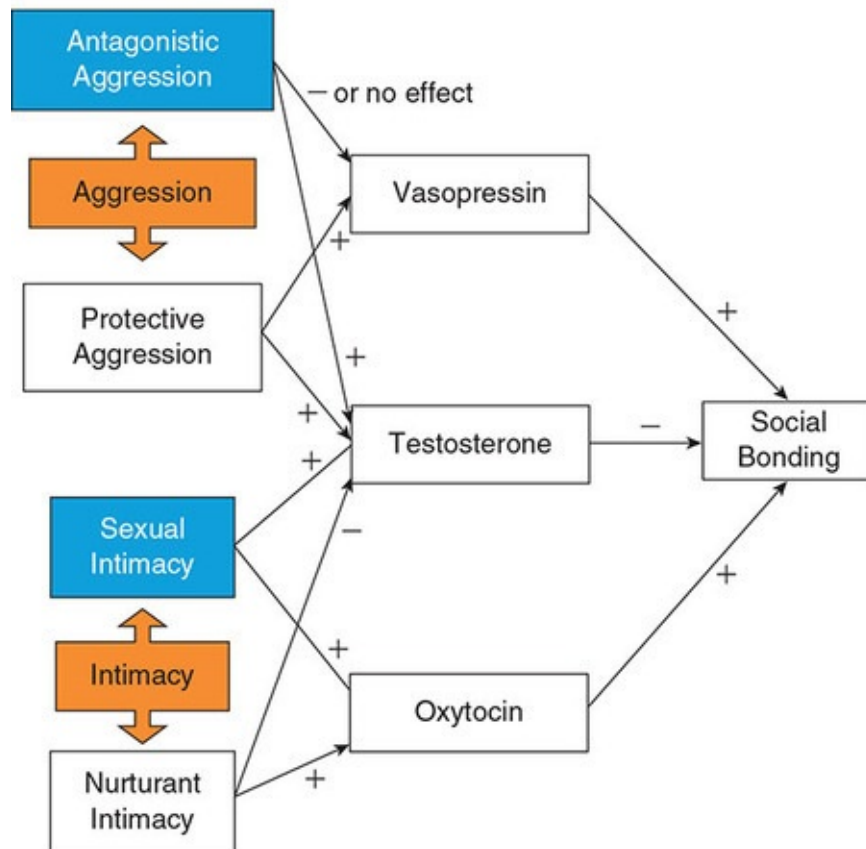 Antagonistic
Aggression
− or no effect
Aggression
Vasopressin
+
Protective
Aggression
+
+
+
Testosterone
−
Social
Bonding
+
Sexual
Intimacy
−
+
Intimacy
+
Oxytocin
Nurturant
Intimacy
+